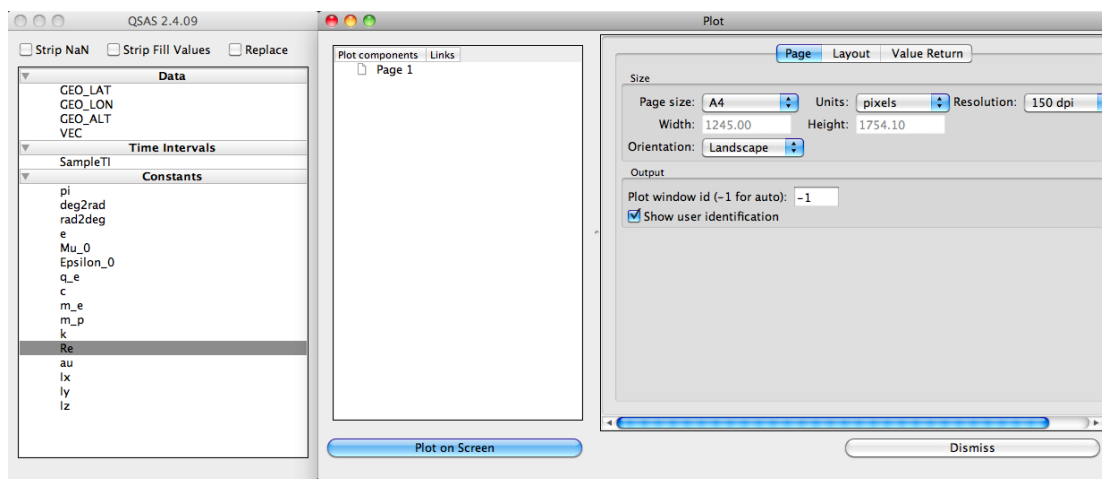 QSAS 2.4.09
Strip NaN Strip Fill Values Replace
Data
GEO_LAT
GEO_LON
GEO_ALT
VEC
Time Intervals
SampleTI
Constants
pi
deg2rad
rad2deg
e
Mu_0
Epsilon_0
q_e
c
m_e
m_p
k
Re
au
Ix
Iy
Iz
Plot
Plot components Links
Page 1
Plot on Screen
Page Layout Value Return
Size
Page size: A4 Units: pixels Resolution: 150 dpi
Width: 1245.00 Height: 1754.10
Orientation: Landscape
Output
Plot window id (-1 for auto): -1
Show user identification
Dismiss